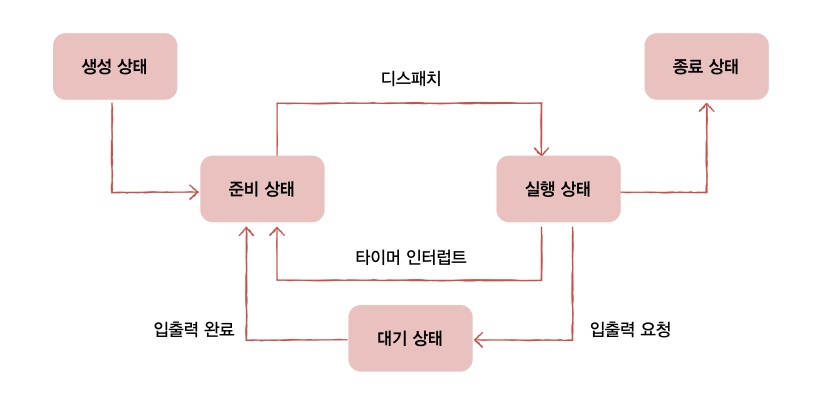 생성 상태
종료 상태
디스패치
준비 상태
실행 상태
타이머 인터럽트
입출력 완료
대기 상태
입출력 요청